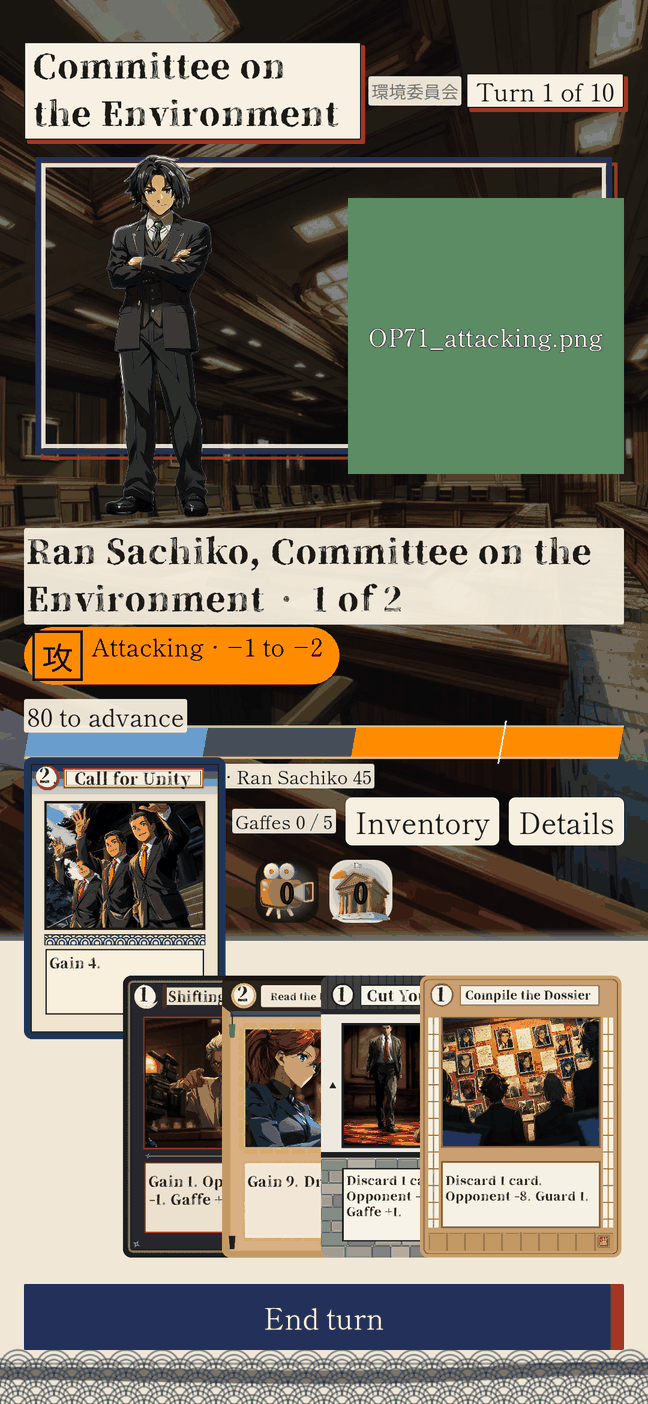 Committee on
the Environment
環境委員会
Turn 1 of 10
OP71_attacking.png
Ran Sachiko, Committee on the
Environment · 1 of 2
攻
Attacking · −1 to −2
80 to advance
· Ran Sachiko 45
Gaffes 0 / 5
Inventory
Details
0
0
2
Call for Unity
Gain 4.
1
Shifting
Gain 1. Op
-1. Gaffe +
2
Read the
Gain 9. Dr
1
Cut You
Discard 1 ca
Opponent -
Gaffe +1.
1
Compile the Dossier
Discard 1 card.
Opponent -8. Guard 1.
End turn